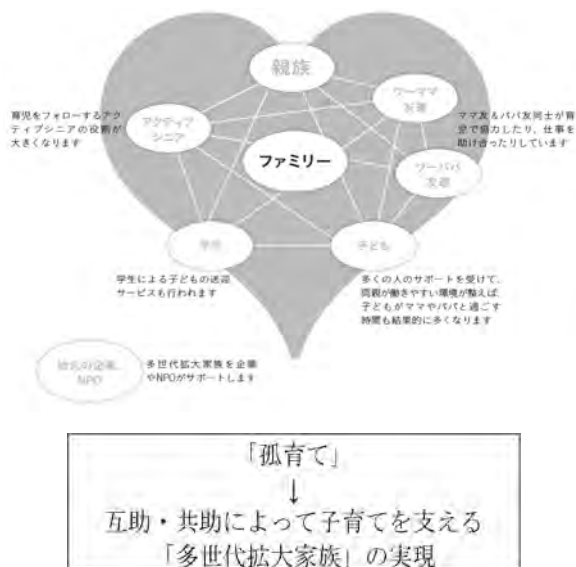 親族
ワーママ
友達
育児をフォローするアク
ティブシニアの役割が
大きくなります
アクティブ
シニア
ママ友&パパ友同士が育
児で協力したり、仕事を
助け合ったりしています
ファミリー
ワーパパ
友達
学生
子ども
学生による子どもの送迎
サービスも行われます
多くの人のサポートを受けて、
両親が働きやすい環境が整えば、
子どもがママやパパと過ごす
時間も結果的に多くなります
NPO
多世代拡大家族を企業
やNPOがサポートします
「孤育て」
↓
互助・共助によって子育てを支える
「多世代拡大家族」の実現